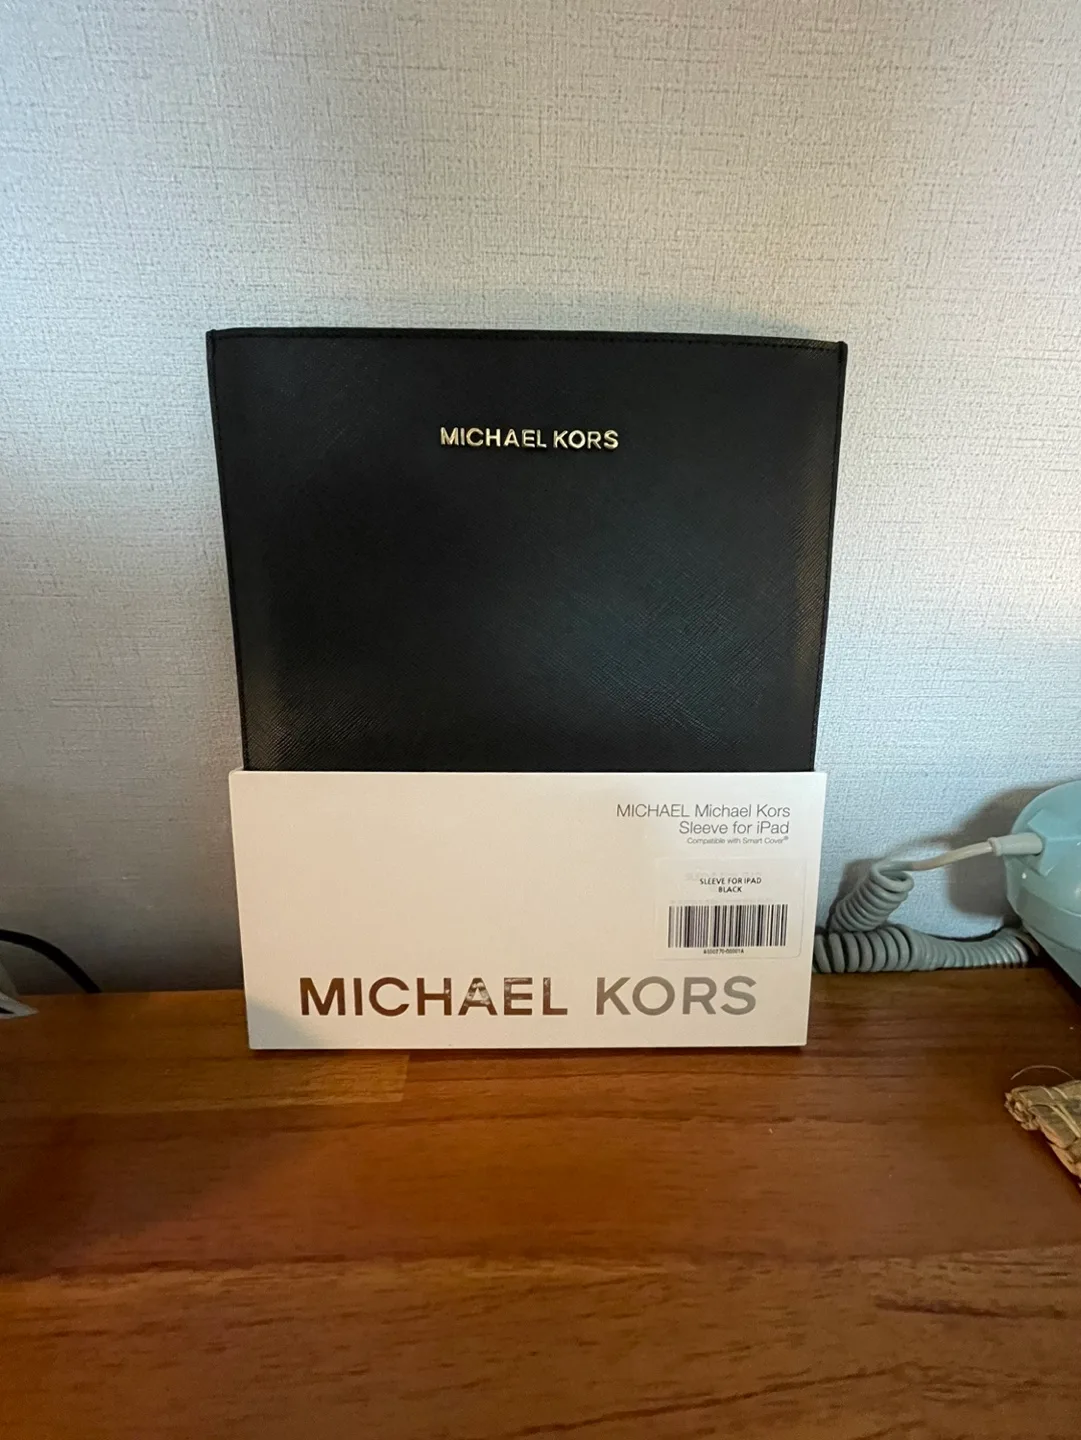 MICHAEL KORS
MICHAEL Michael Kors
Sleeve for iPad
Compatible with Smart Cover®
SLEEVE FOR IPAD
BLACK
MICHAEL KORS